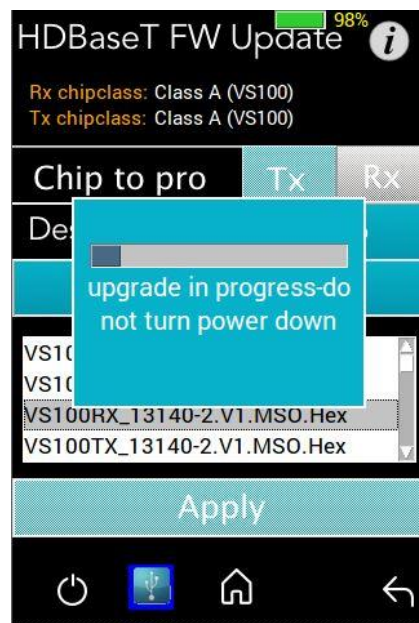 98%
HDBaseT FW Update
Rx chipclass: Class A (VS100)
Tx chipclass: Class A (VS100)
Chip to pro Tx Rx
upgrade in progress-do
not turn power down
VS100RX_13140-2.V1.MSO.Hex
VS100TX_13140-2.V1.MSO.Hex
Apply